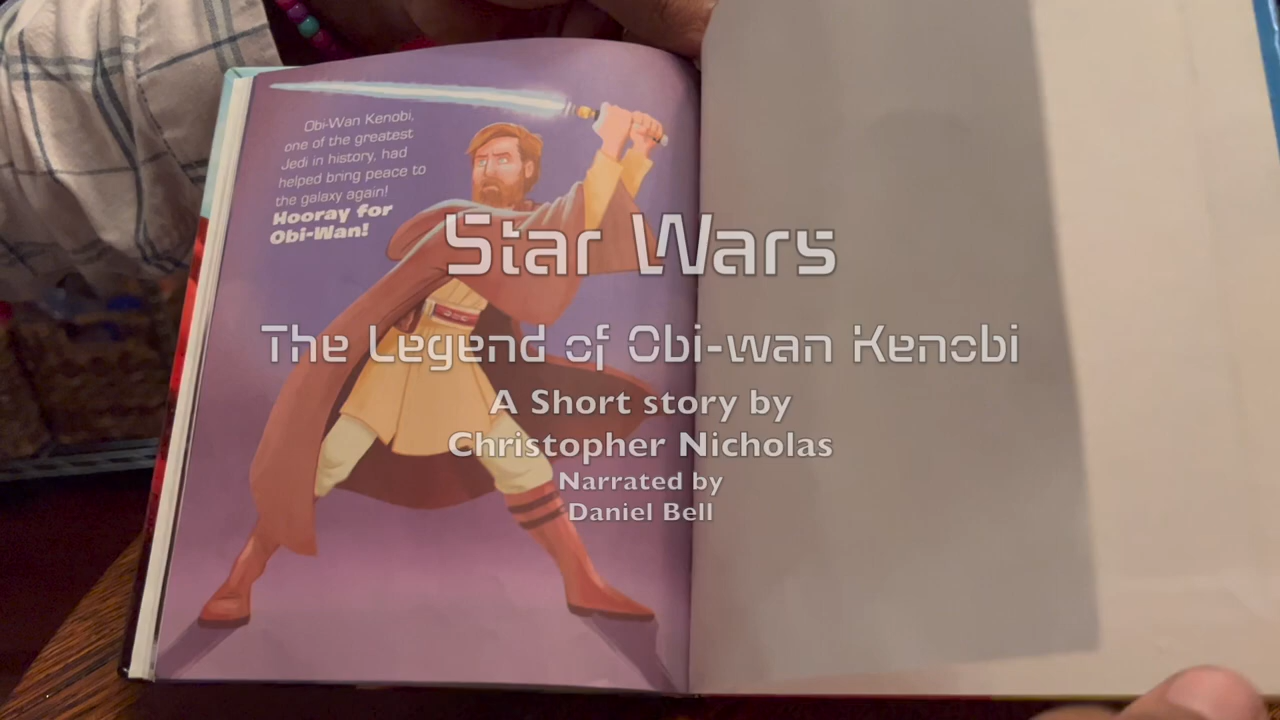 Obi-Wan Kenobi,
one of the greatest
Jedi in history, had
helped bring peace to
the galaxy again!
Hooray for
Obi-Wan!
Star Wars
The Legend of Obi-wan Kenobi
A Short story by
Christopher Nicholas
Narrated by
Daniel Bell